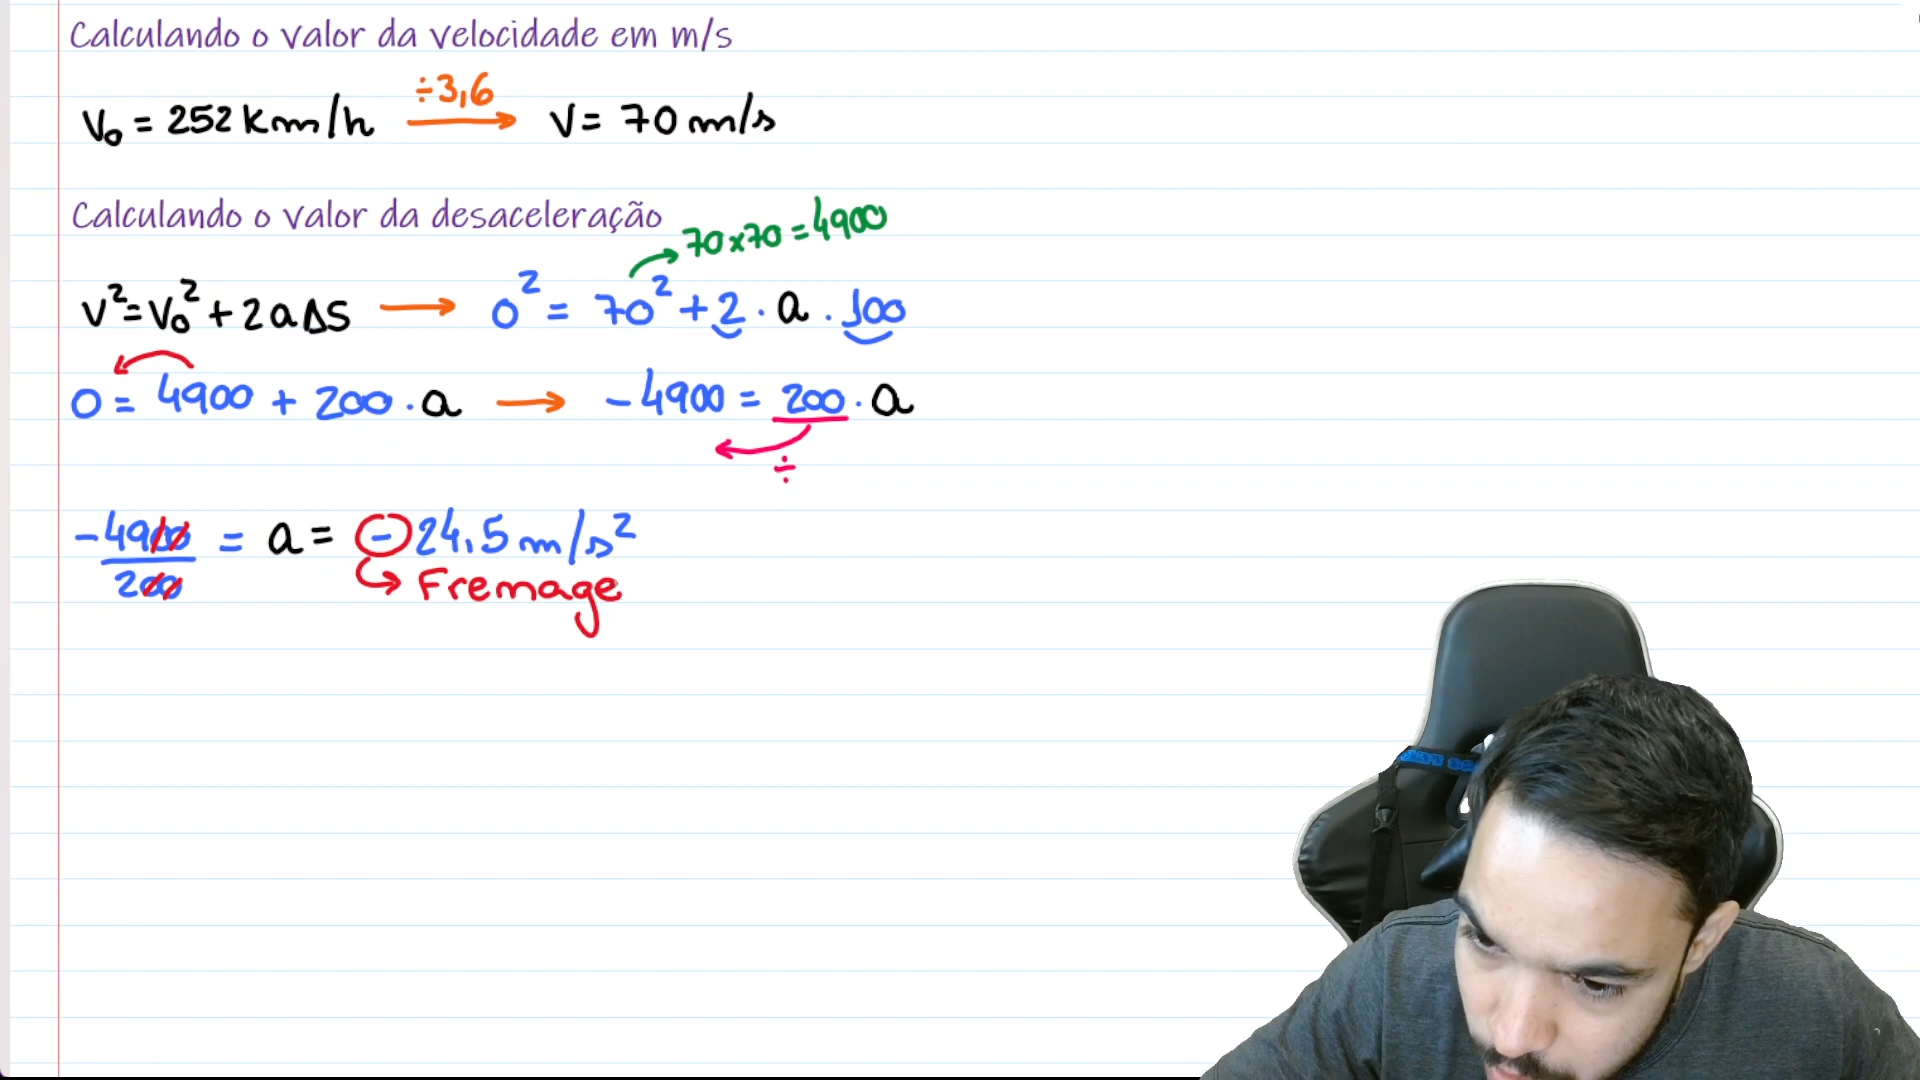 Calculando o valor da velocidade em m/s
÷3,6
V₀ = 252 km/h → V = 70 m/s
Calculando o valor da desaceleração
70x70 = 4900
V² = V₀² + 2aΔS → 0² = 70² + 2 . a . 100
0 = 4900 + 200 . a → -4900 = 200 . a
÷
-4900/200 = a = -24,5 m/s²
Fremage